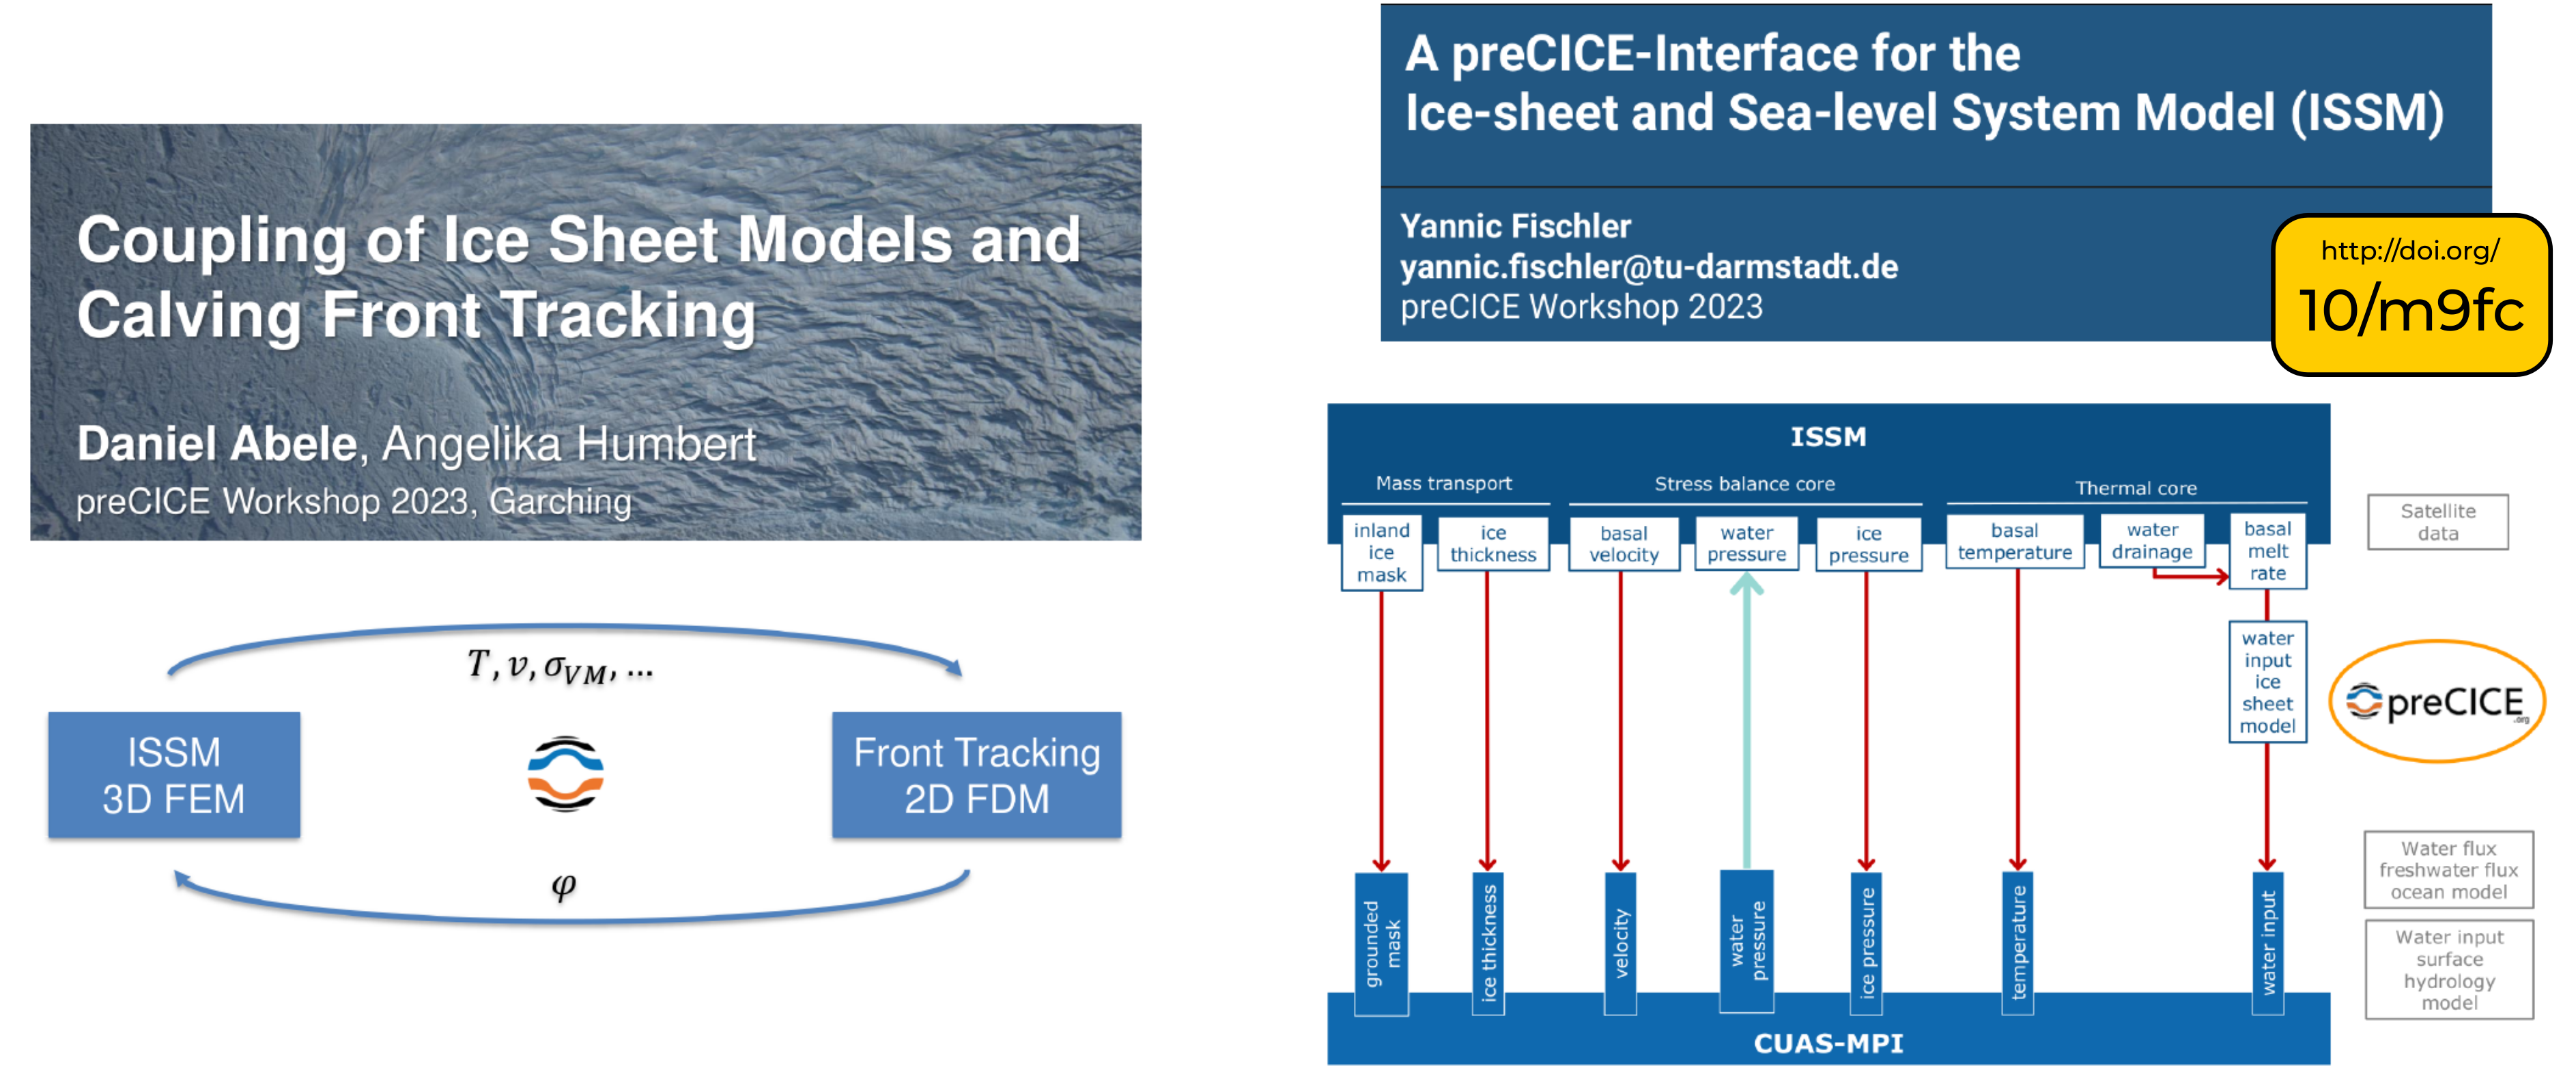 Coupling of Ice Sheet Models and
Calving Front Tracking
Daniel Abele, Angelika Humbert
preCICE Workshop 2023, Garching
T, v, σVM, ...
ISSM
3D FEM
Front Tracking
2D FDM
φ
A preCICE-Interface for the
Ice-sheet and Sea-level System Model (ISSM)
Yannic Fischler
yannic.fischler@tu-darmstadt.de
preCICE Workshop 2023
http://doi.org/
10/m9fc
ISSM
Mass transport
Stress balance core
Thermal core
inland
ice
mask
ice
thickness
basal
velocity
water
pressure
ice
pressure
basal
temperature
water
drainage
basal
melt
rate
water
input
ice
sheet
model
grounded
mask
ice thickness
velocity
water
pressure
ice pressure
temperature
water input
CUAS-MPI
Satellite
data
preCICE
.org
Water flux
freshwater flux
ocean model
Water input
surface
hydrology
model